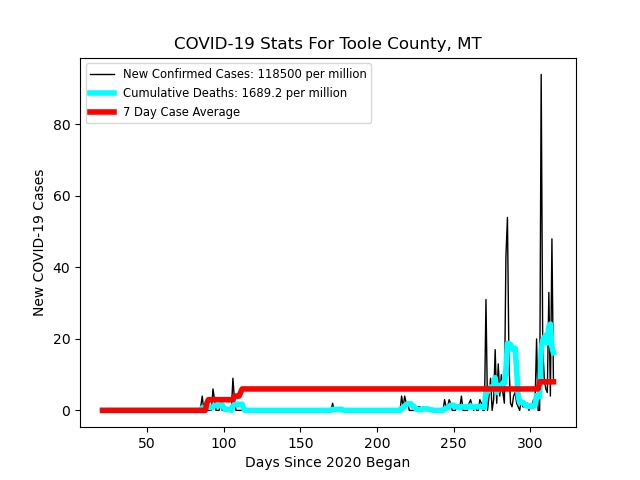 COVID-19 Stats For Toole County, MT
New Confirmed Cases: 118500 per million
Cumulative Deaths: 1689.2 per million
7 Day Case Average
New COVID-19 Cases
80
60
40
20
0
50 100 150 200 250 300
Days Since 2020 Began